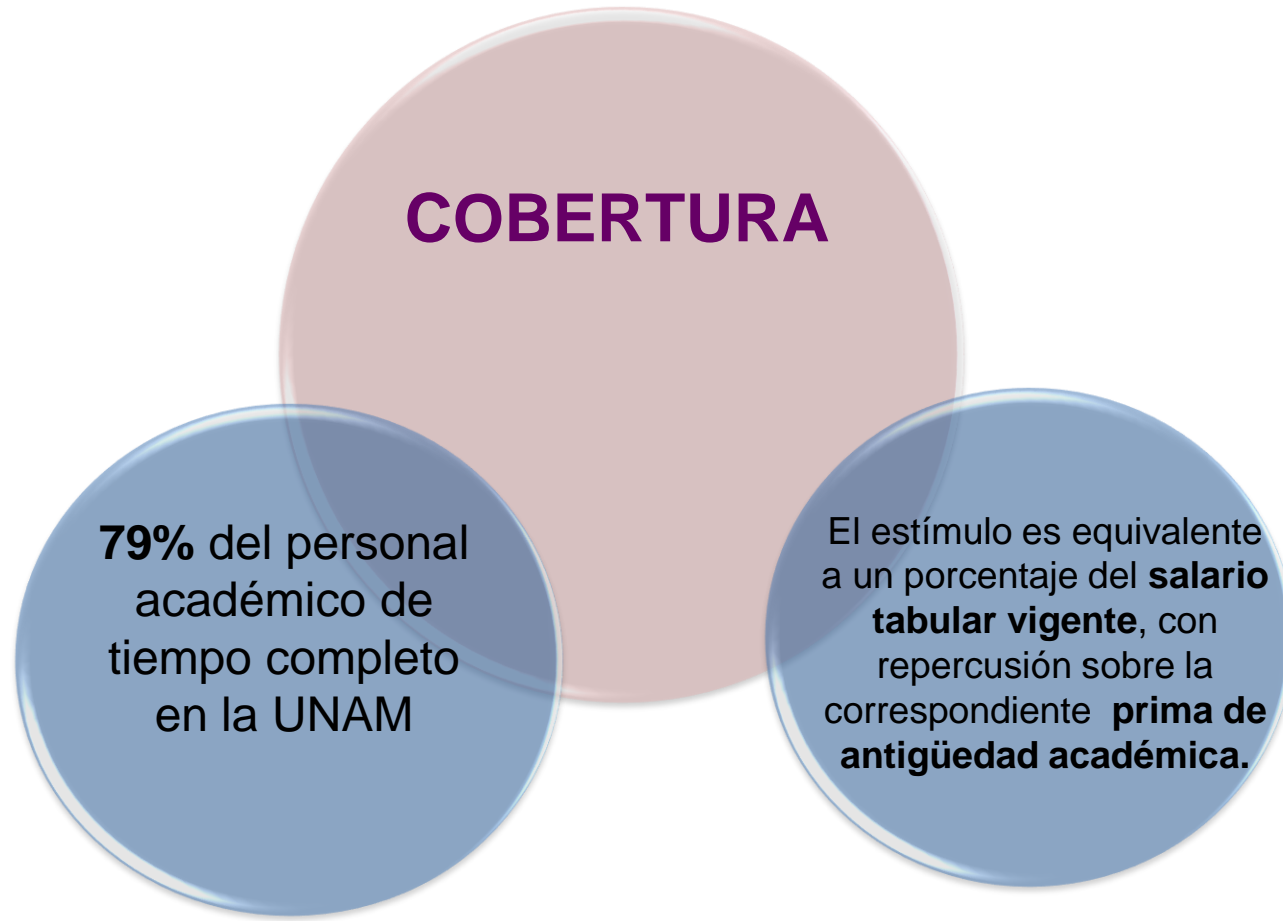 COBERTURA
79% del personal
académico de
tiempo completo
en la UNAM
El estímulo es equivalente
a un porcentaje del salario
tabular vigente, con
repercusión sobre la
correspondiente prima de
antigüedad académica.